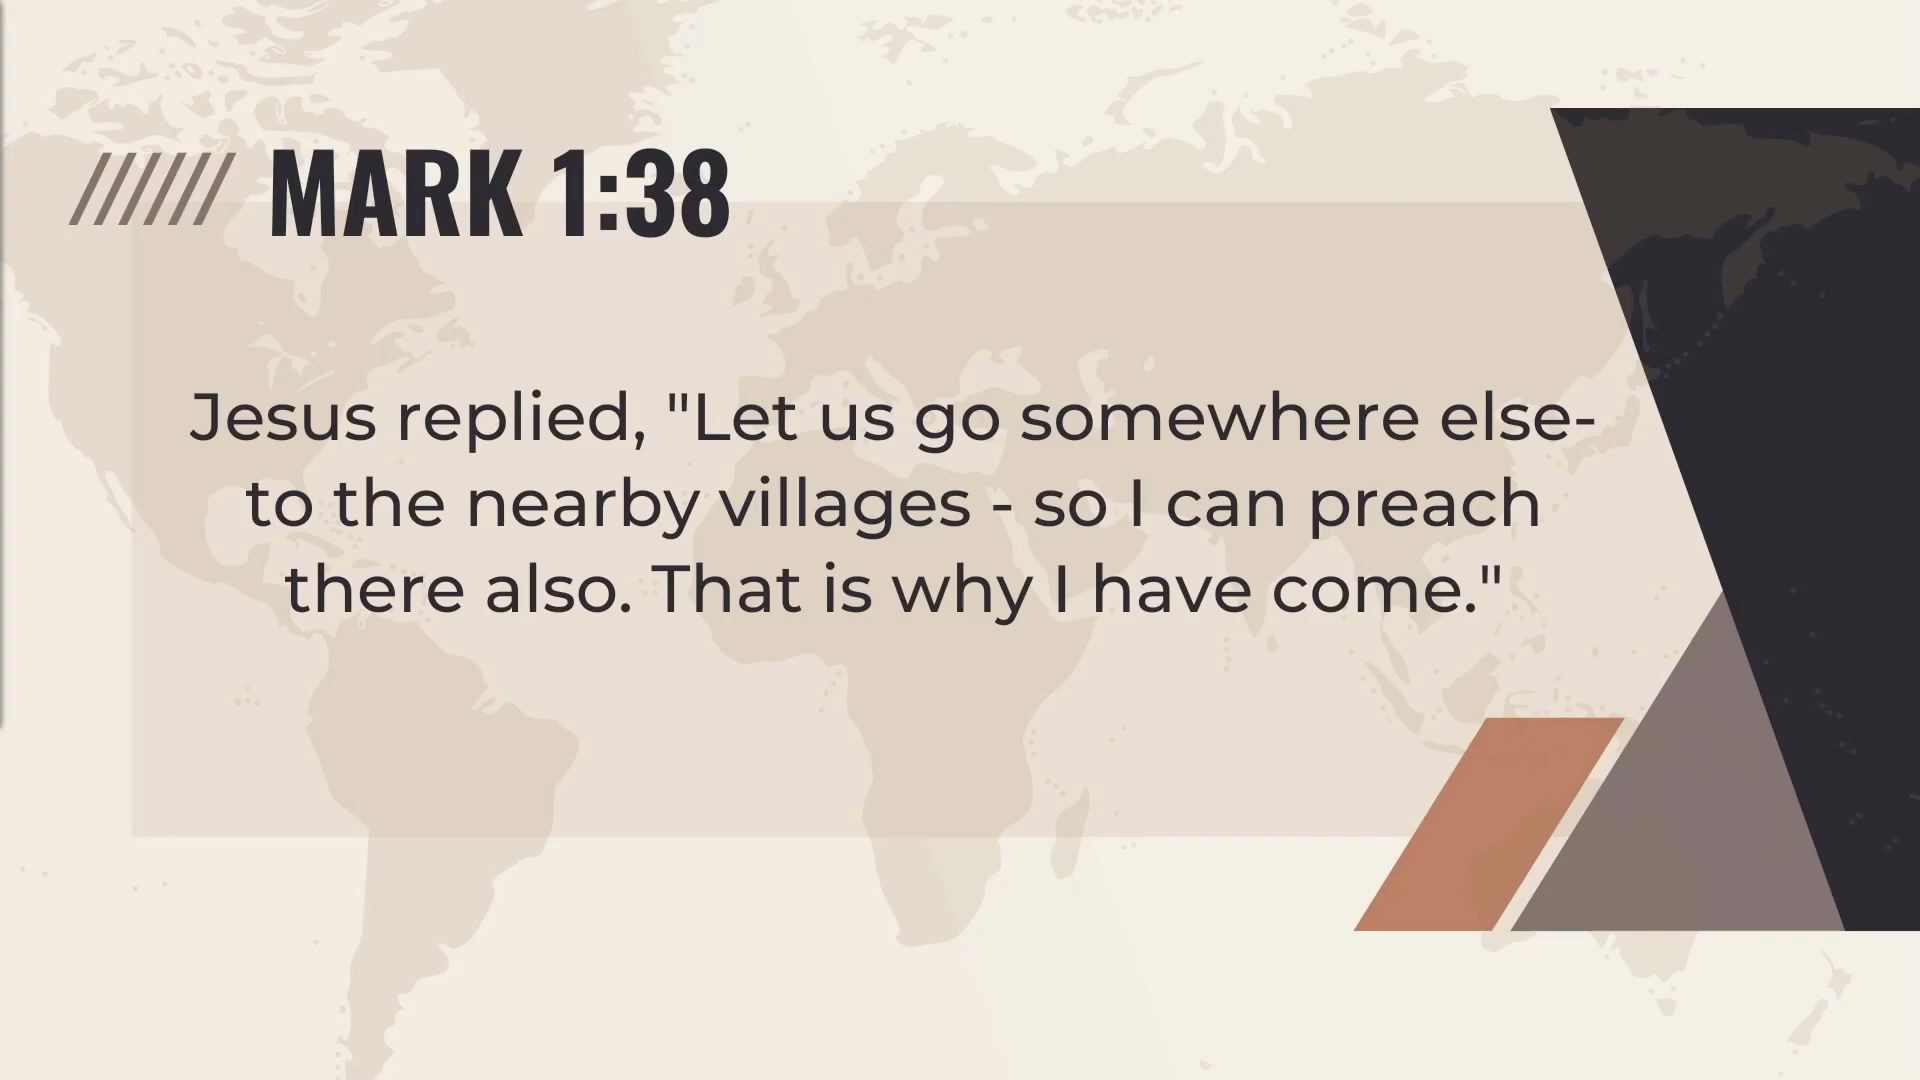 MARK 1:38
Jesus replied, "Let us go somewhere else-
to the nearby villages - so I can preach
there also. That is why I have come."